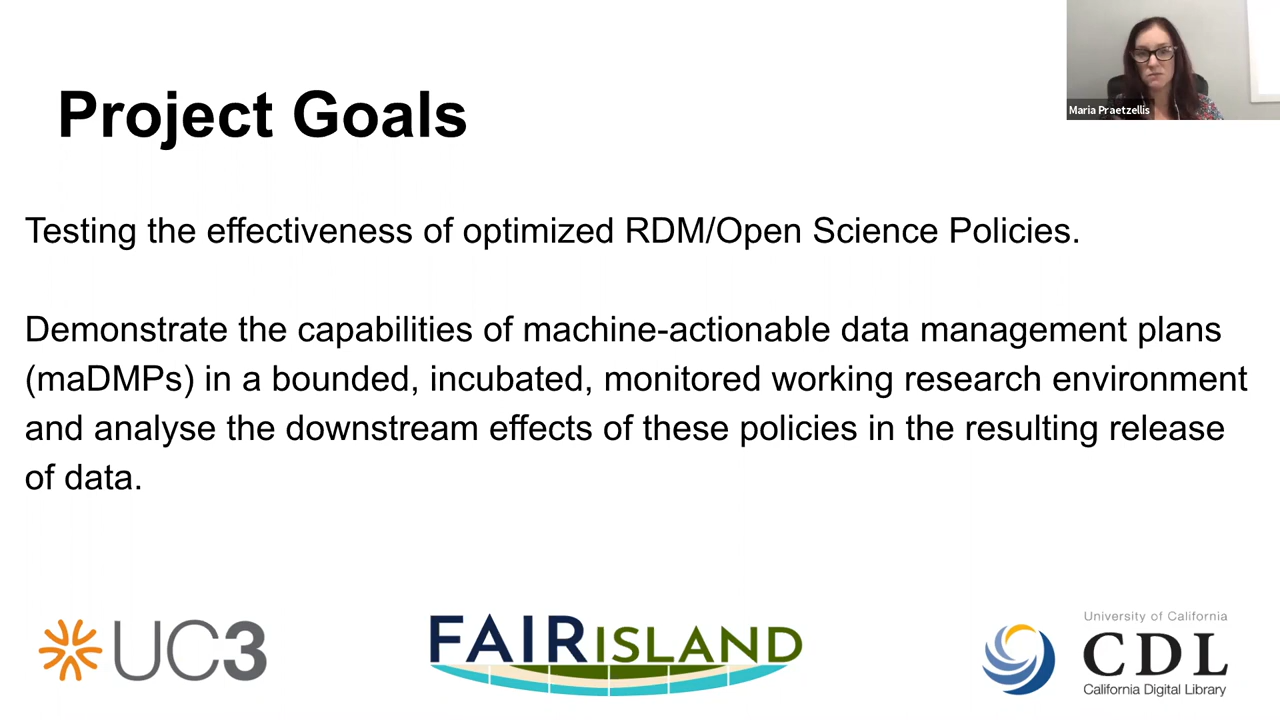 Project Goals
Maria Praetzellis
Testing the effectiveness of optimized RDM/Open Science Policies.
Demonstrate the capabilities of machine-actionable data management plans
(maDMPs) in a bounded, incubated, monitored working research environment
and analyse the downstream effects of these policies in the resulting release
of data.
UC3
FAIR ISLAND
University of California
CDL
California Digital Library